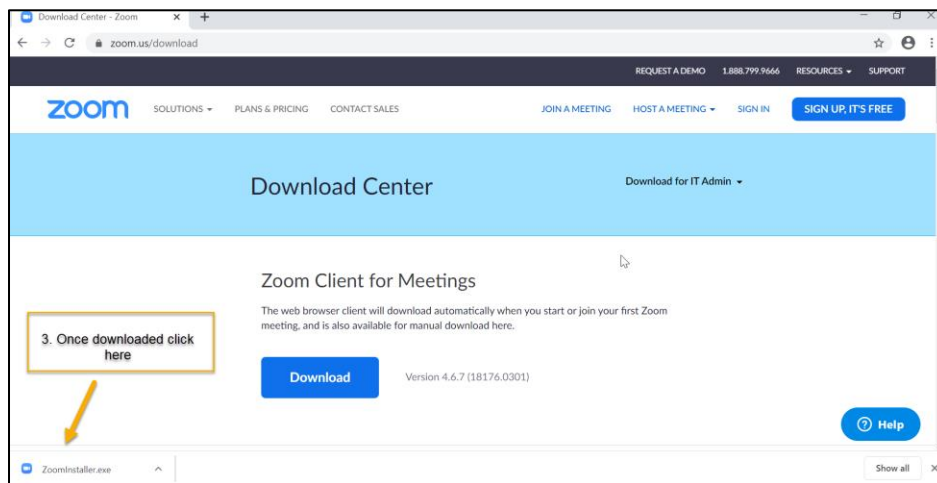 Download Center - Zoom
zoom.us/download
REQUEST A DEMO 1.888.799.9666 RESOURCES SUPPORT
zoom SOLUTIONS PLANS & PRICING CONTACT SALES JOIN A MEETING HOST A MEETING SIGN IN SIGN UP, IT'S FREE
Download Center Download for IT Admin
Zoom Client for Meetings
The web browser client will download automatically when you start or join your first Zoom
meeting, and is also available for manual download here.
3. Once downloaded click
here
Download Version 4.6.7 (18176.0301)
Help
ZoomInstaller.exe Show all